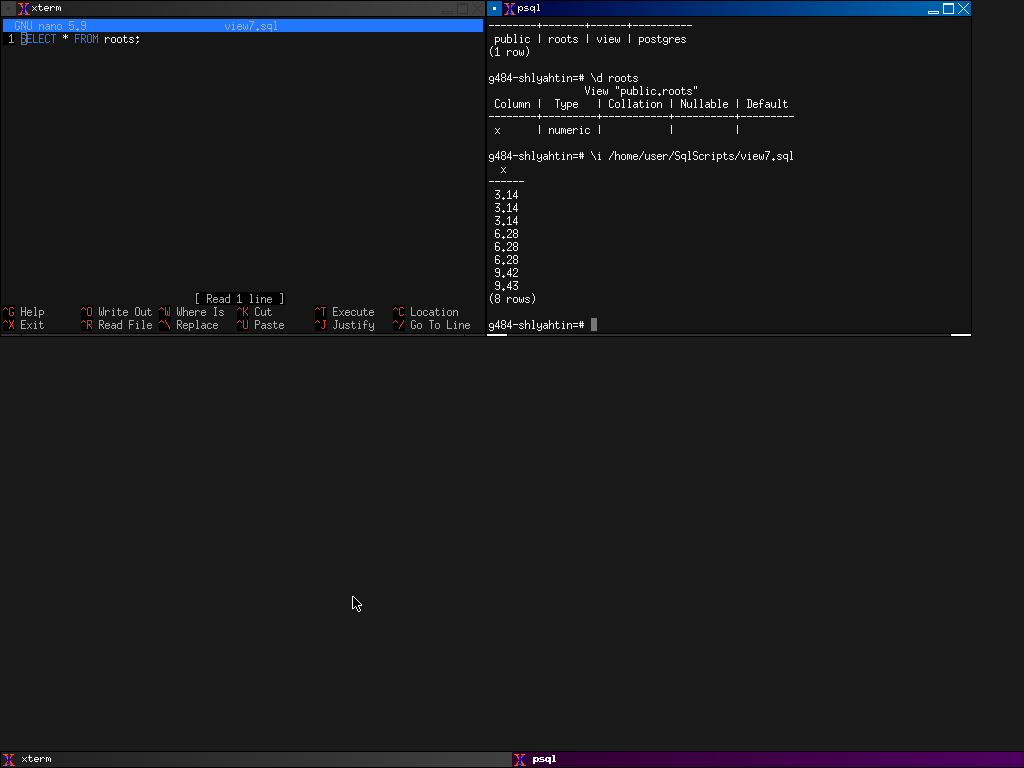 xterm
GNU nano 5.9 view7.sql
1 SELECT * FROM roots;
[ Read 1 line ]
^G Help ^O Write Out ^W Where Is ^K Cut ^T Execute ^C Location
^X Exit ^R Read File ^\ Replace ^U Paste ^J Justify ^/ Go To Line
psql
--------+-------+------+----------
public | roots | view | postgres
(1 row)
g484-shlyahtin=# \d roots
View "public.roots"
Column | Type | Collation | Nullable | Default
--------+---------+-----------+----------+---------
x | numeric | | |
g484-shlyahtin=# \i /home/user/SqlScripts/view7.sql
x
------
3.14
3.14
3.14
6.28
6.28
6.28
9.42
9.43
(8 rows)
g484-shlyahtin=#
xterm
psql